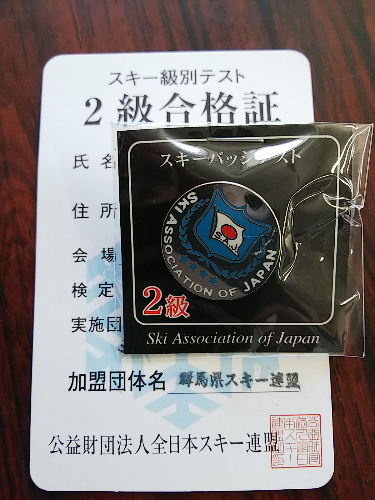 スキー級別テスト
2級合格証
氏名
住所
会場
検定
実施団
加盟団体名 群馬県スキー連盟
公益財団法人全日本スキー連盟
スキーバッジテスト
SKI ASSOCIATION OF JAPAN
2級
Ski Association of Japan